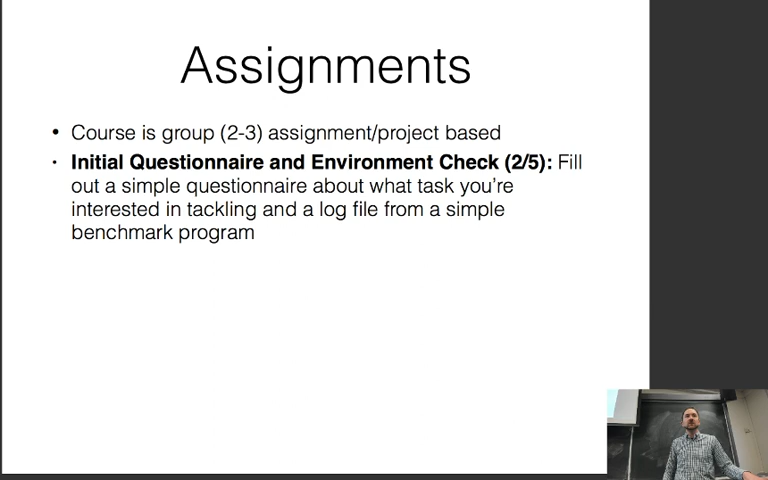 Assignments
• Course is group (2-3) assignment/project based
• Initial Questionnaire and Environment Check (2/5): Fill
out a simple questionnaire about what task you’re
interested in tackling and a log file from a simple
benchmark program